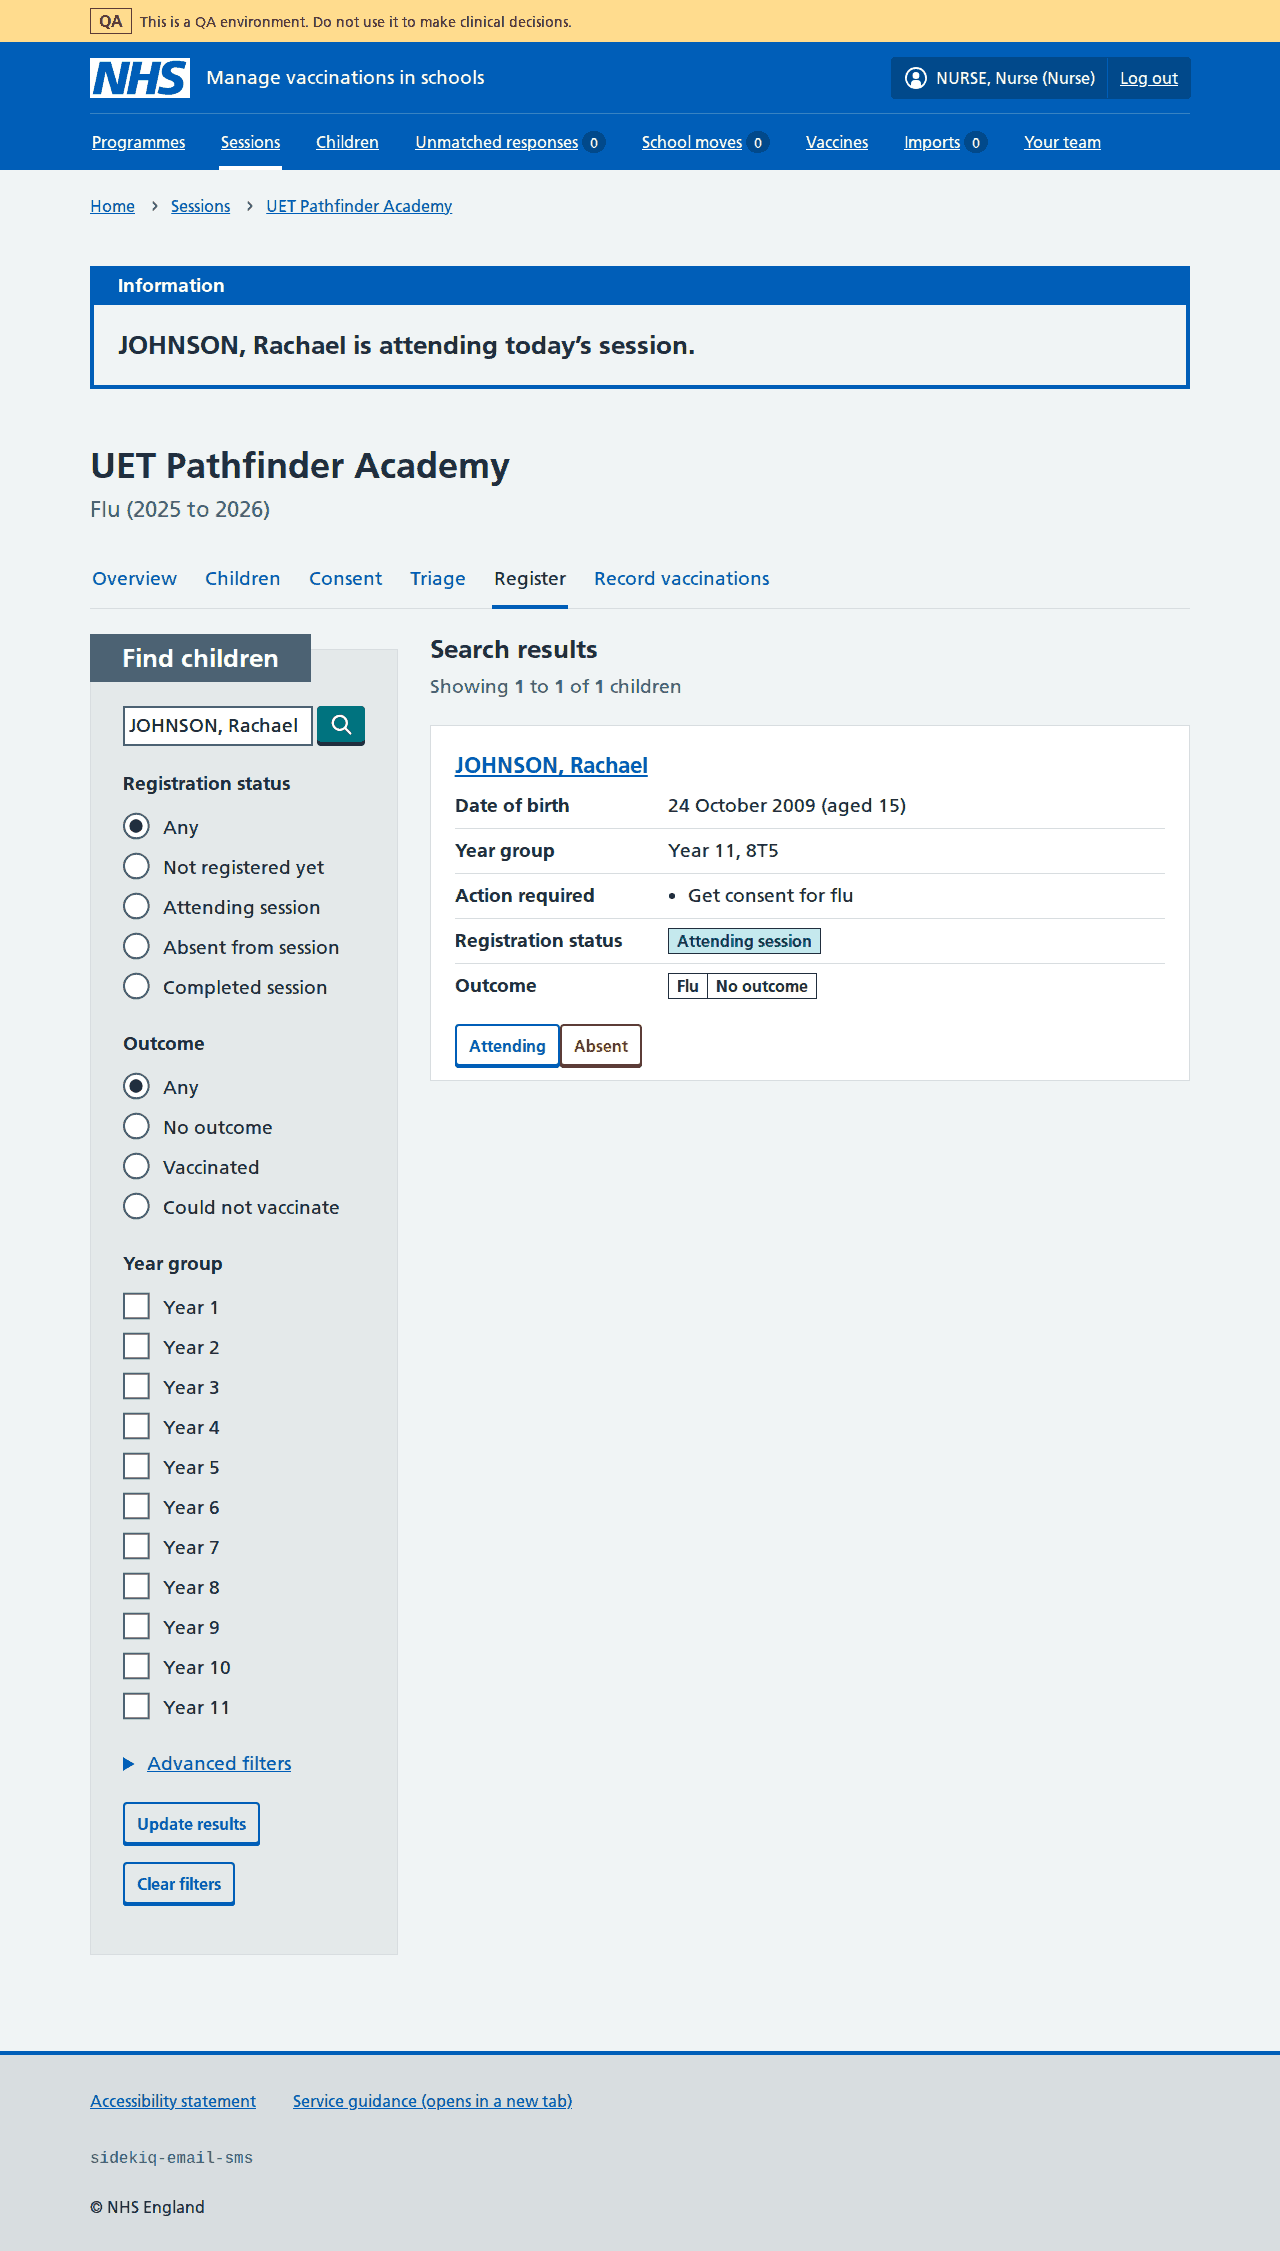 QA This is a QA environment. Do not use it to make clinical decisions.
NHS Manage vaccinations in schools NURSE, Nurse (Nurse) Log out
Programmes Sessions Children Unmatched responses 0 School moves 0 Vaccines Imports 0 Your team
Home › Sessions › UET Pathfinder Academy
Information
JOHNSON, Rachael is attending today’s session.
UET Pathfinder Academy
Flu (2025 to 2026)
Overview Children Consent Triage Register Record vaccinations
Find children
JOHNSON, Rachael
Registration status
Any
Not registered yet
Attending session
Absent from session
Completed session
Outcome
Any
No outcome
Vaccinated
Could not vaccinate
Year group
Year 1
Year 2
Year 3
Year 4
Year 5
Year 6
Year 7
Year 8
Year 9
Year 10
Year 11
Advanced filters
Update results
Clear filters
Search results
Showing 1 to 1 of 1 children
JOHNSON, Rachael
Date of birth 24 October 2009 (aged 15)
Year group Year 11, 8T5
Action required • Get consent for flu
Registration status Attending session
Outcome Flu No outcome
Attending Absent
Accessibility statement Service guidance (opens in a new tab)
sidekiq-email-sms
© NHS England